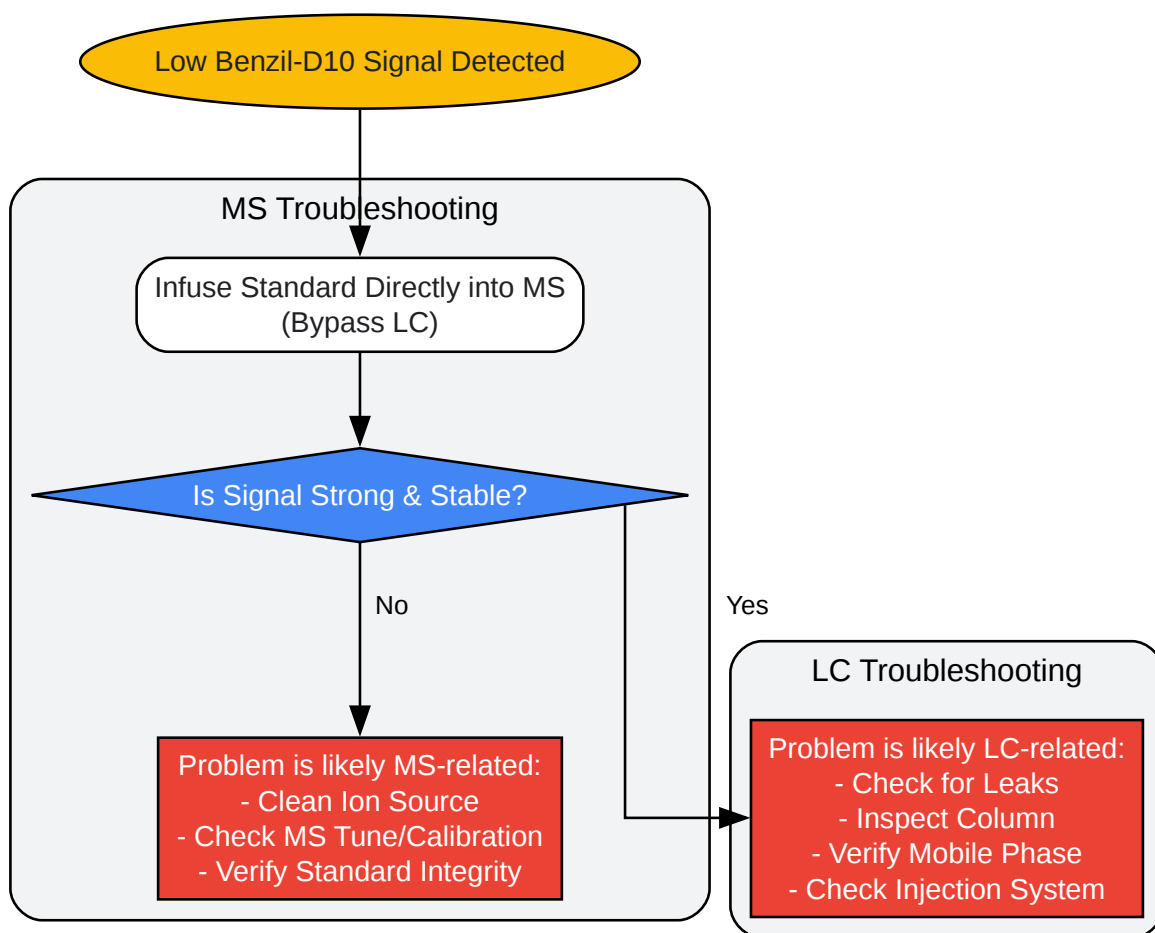 Low Benzil-D10 Signal Detected
MS Troubleshooting
Infuse Standard Directly into MS
(Bypass LC)
Is Signal Strong & Stable?
No
Yes
Problem is likely MS-related:
- Clean Ion Source
- Check MS Tune/Calibration
- Verify Standard Integrity
LC Troubleshooting
Problem is likely LC-related:
- Check for Leaks
- Inspect Column
- Verify Mobile Phase
- Check Injection System